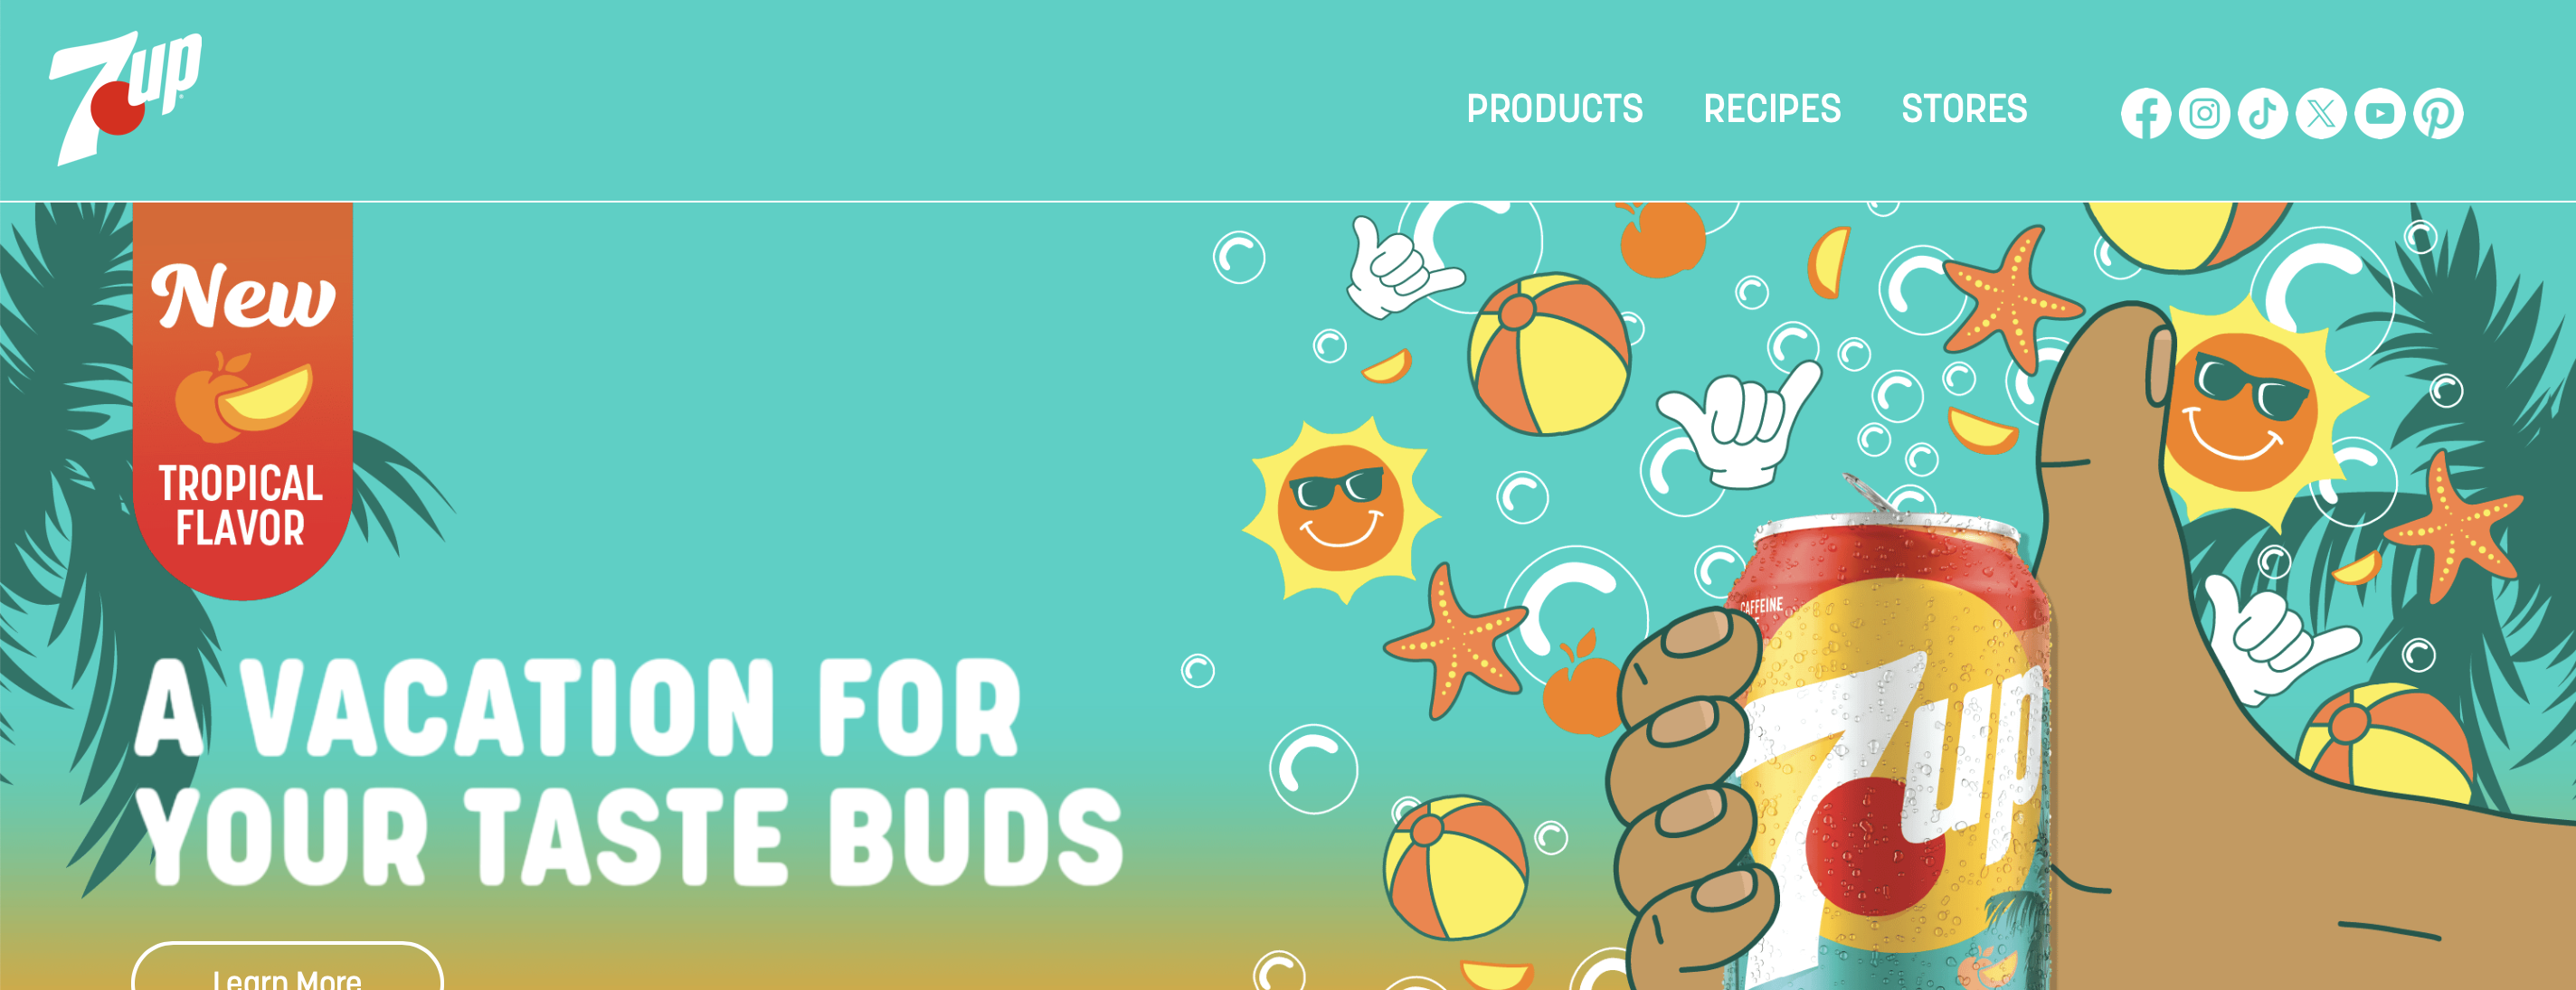 7up
PRODUCTS RECIPES STORES
New
TROPICAL
FLAVOR
A VACATION FOR
YOUR TASTE BUDS
Learn More
CAFFEINE
7up